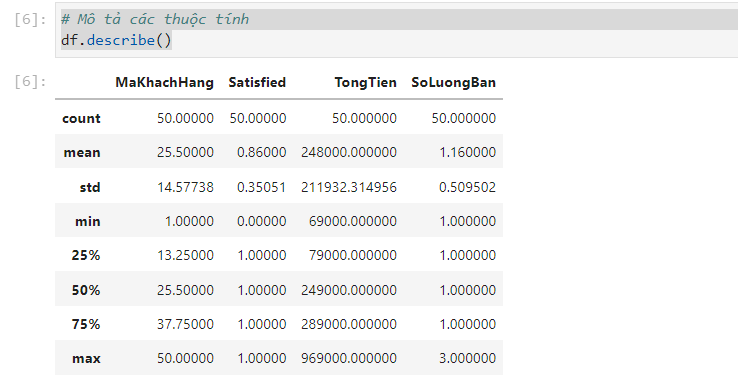 [6]: # Mô tả các thuộc tính
df.describe()
[6]:
MaKhachHang Satisfied TongTien SoLuongBan
count 50.00000 50.00000 50.000000 50.000000
mean 25.50000 0.86000 248000.000000 1.160000
std 14.57738 0.35051 211932.314956 0.509502
min 1.00000 0.00000 69000.000000 1.000000
25% 13.25000 1.00000 79000.000000 1.000000
50% 25.50000 1.00000 249000.000000 1.000000
75% 37.75000 1.00000 289000.000000 1.000000
max 50.00000 1.00000 969000.000000 3.000000